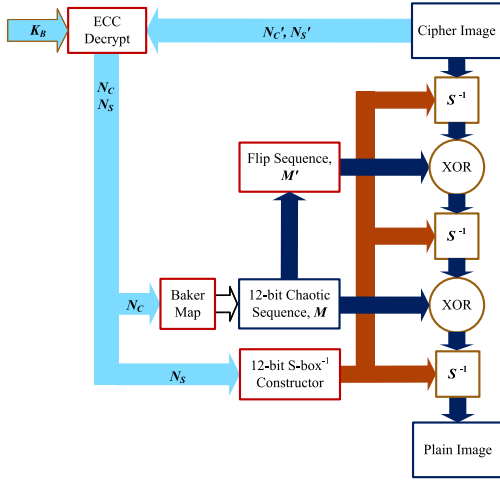 K_B
ECC
Decrypt
N_C', N_S'
Cipher Image
N_C
N_S
S⁻¹
Flip Sequence,
M'
XOR
S⁻¹
N_C
Baker
Map
12-bit Chaotic
Sequence, M
XOR
N_S
12-bit S-box⁻¹
Constructor
S⁻¹
Plain Image